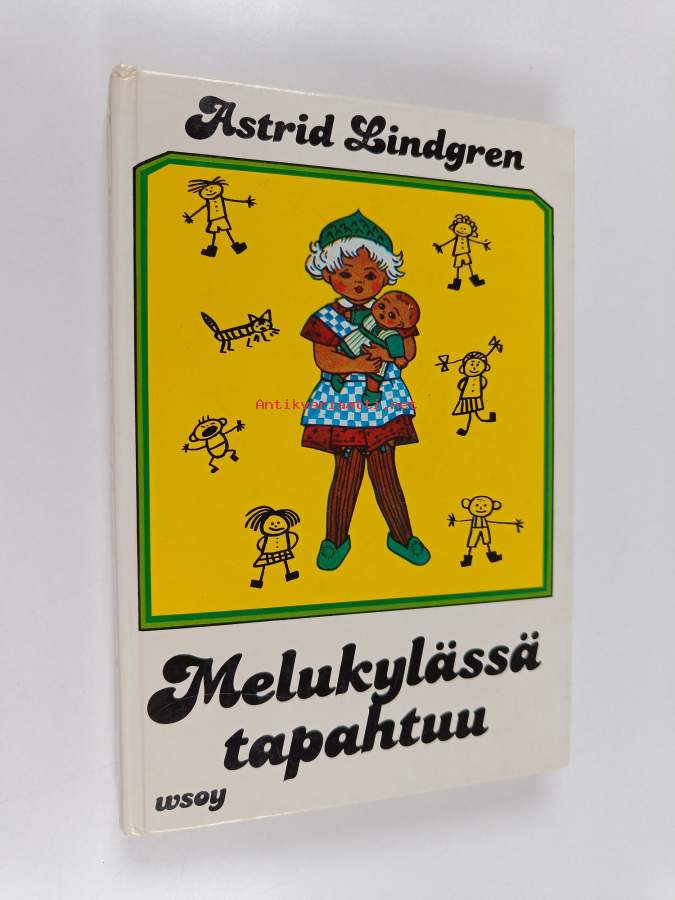 Astrid Lindgren
Antikvariaatti.net
Melukylässä
tapahtuu
wsoy